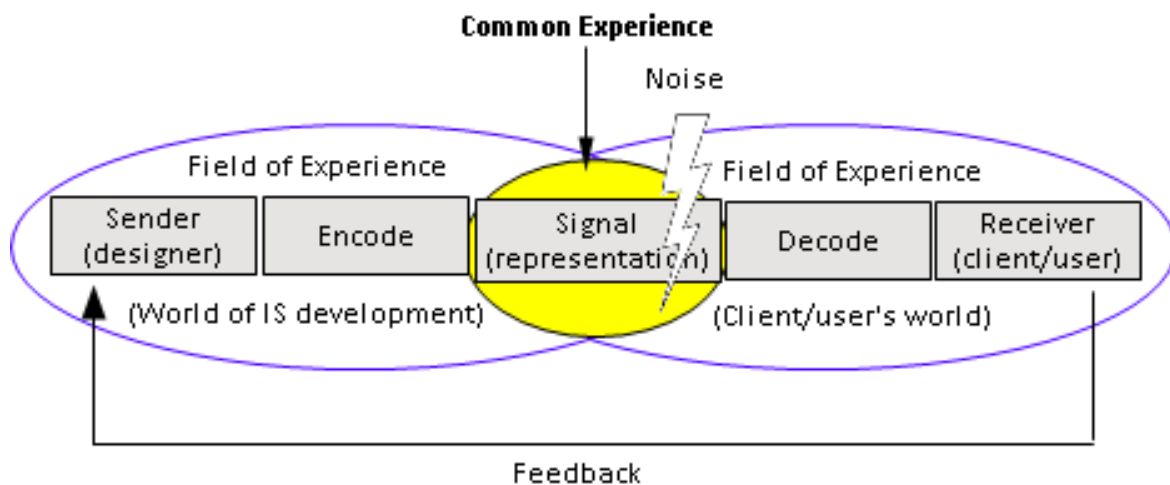 Common Experience
Noise
Field of Experience
Field of Experience
Sender
(designer)
Encode
Signal
(representation)
Decode
Receiver
(client/user)
(World of IS development)
(Client/user's world)
Feedback